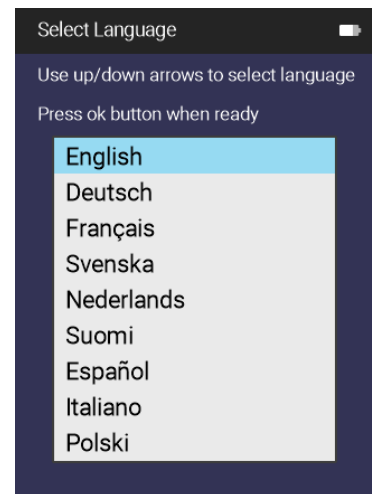 Select Language
Use up/down arrows to select language
Press ok button when ready
English
Deutsch
Français
Svenska
Nederlands
Suomi
Español
Italiano
Polski